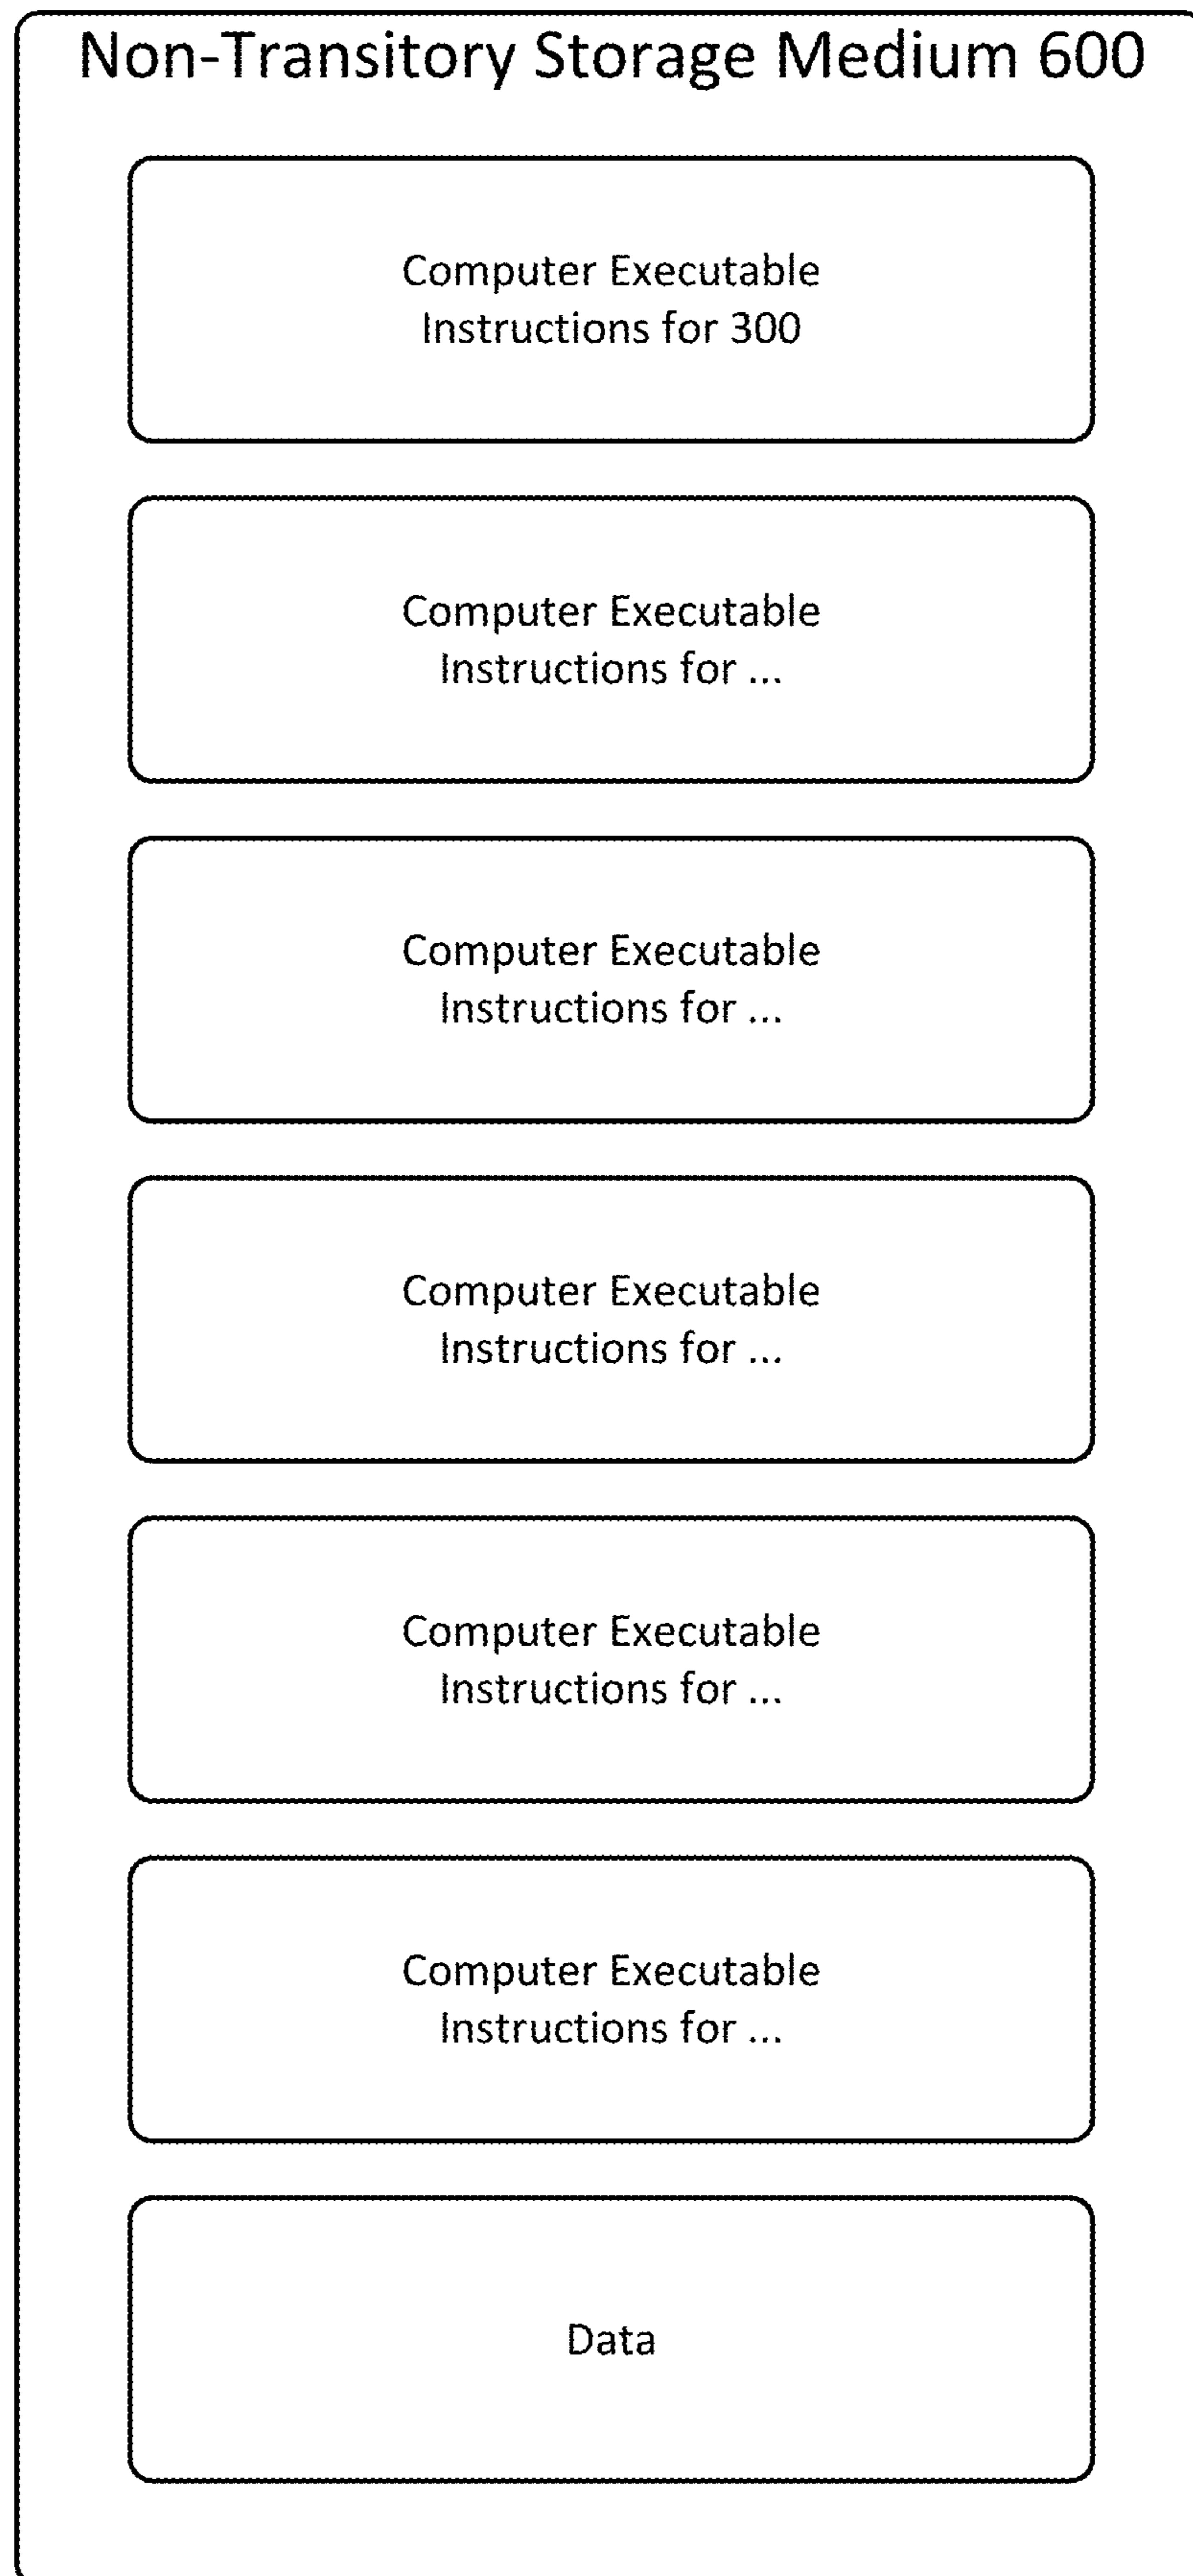 Non-Transitory Storage Medium 600
Computer Executable
Instructions for 300
Computer Executable
Instructions for ...
Computer Executable
Instructions for ...
Computer Executable
Instructions for ...
Computer Executable
Instructions for ...
Computer Executable
Instructions for ...
Data